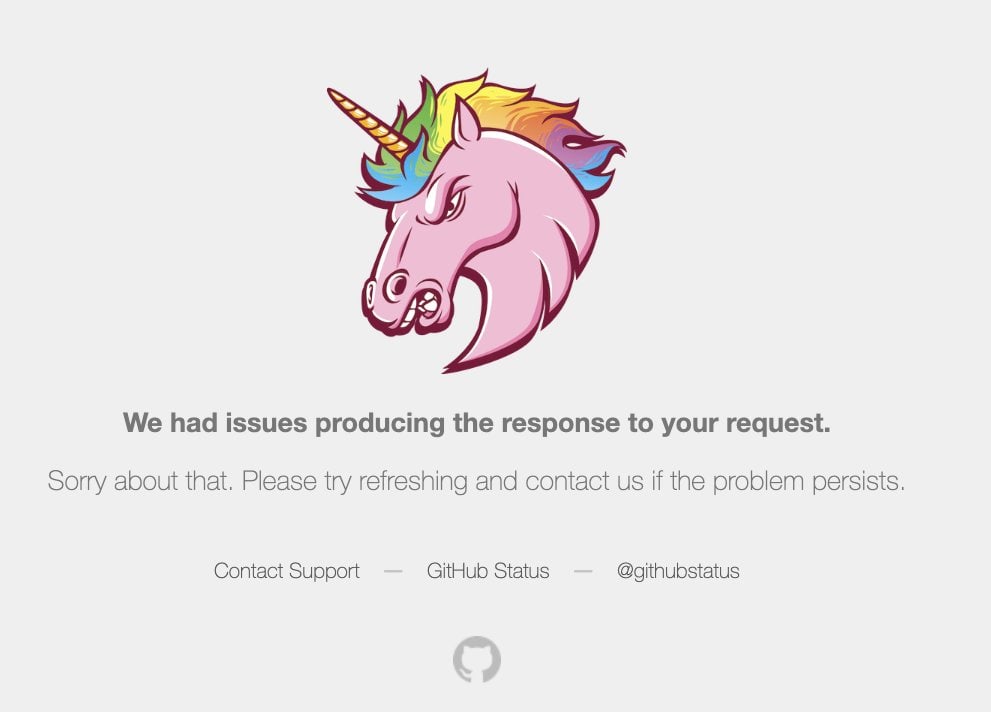 We had issues producing the response to your request.
Sorry about that. Please try refreshing and contact us if the problem persists.
Contact Support — GitHub Status — @githubstatus